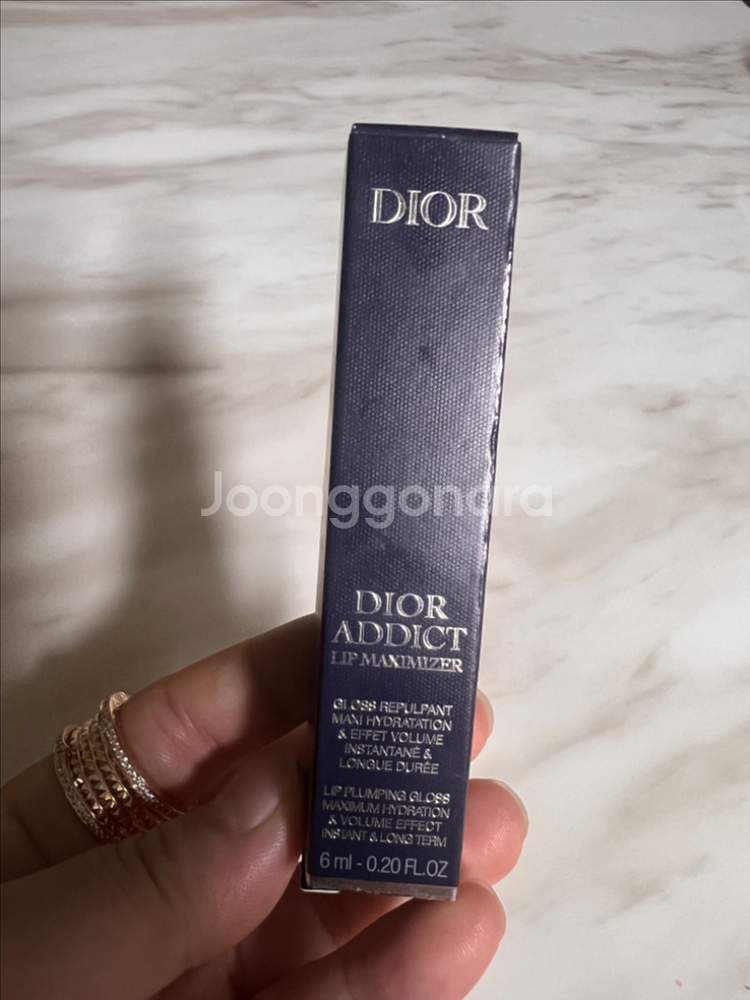 DIOR
Joonggonara
DIOR
ADDICT
LIP MAXIMIZER
GLOSS REPULPANT
MAXI HYDRATATION
& EFFET VOLUME
INSTANTANÉ &
LONGUE DURÉE
LIP PLUMPING GLOSS
MAXIMUM HYDRATION
& VOLUME EFFECT
INSTANT & LONG TERM
6 ml - 0.20 FL.OZ